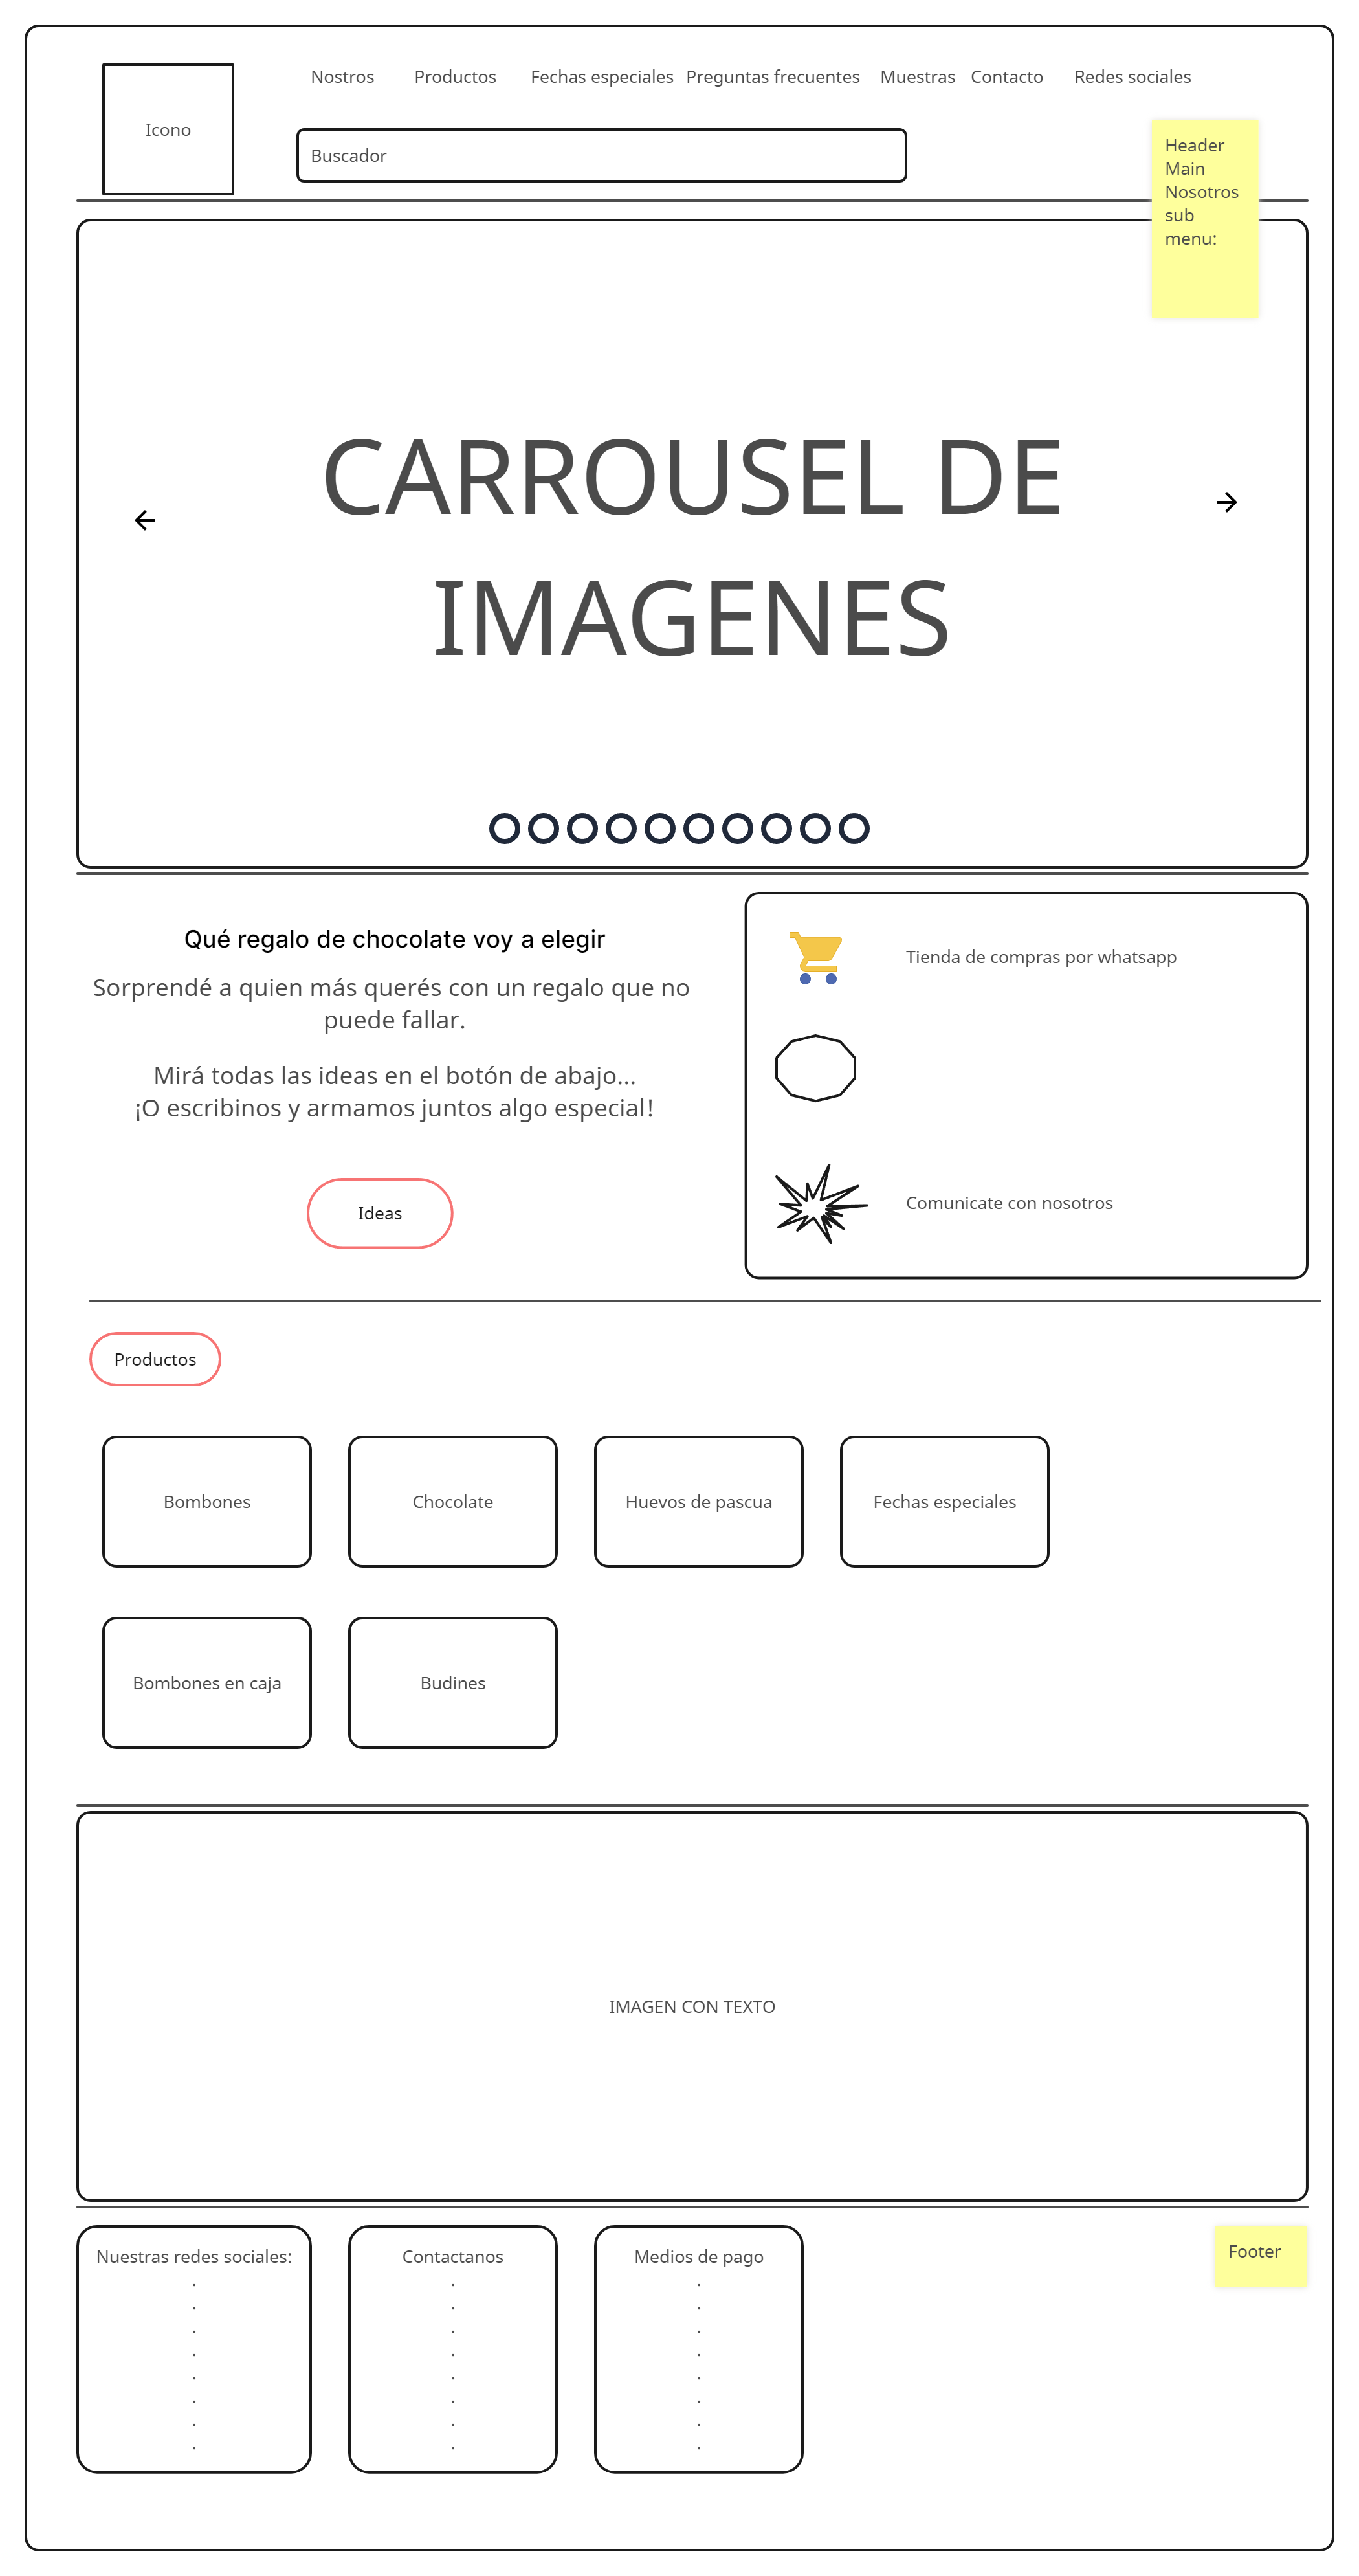 Nostros Productos Fechas especiales Preguntas frecuentes Muestras Contacto Redes sociales
Icono
Buscador
Header
Main
Nosotros
sub
menu:
CARROUSEL DE
IMAGENES
Qué regalo de chocolate voy a elegir
Sorprendé a quien más querés con un regalo que no
puede fallar.
Mirá todas las ideas en el botón de abajo...
¡O escribinos y armamos juntos algo especial!
Ideas
Tienda de compras por whatsapp
Comunicate con nosotros
Productos
Bombones
Chocolate
Huevos de pascua
Fechas especiales
Bombones en caja
Budines
IMAGEN CON TEXTO
Nuestras redes sociales:
.
.
.
.
.
.
.
.
Contactanos
.
.
.
.
.
.
.
.
Medios de pago
.
.
.
.
.
.
.
.
Footer